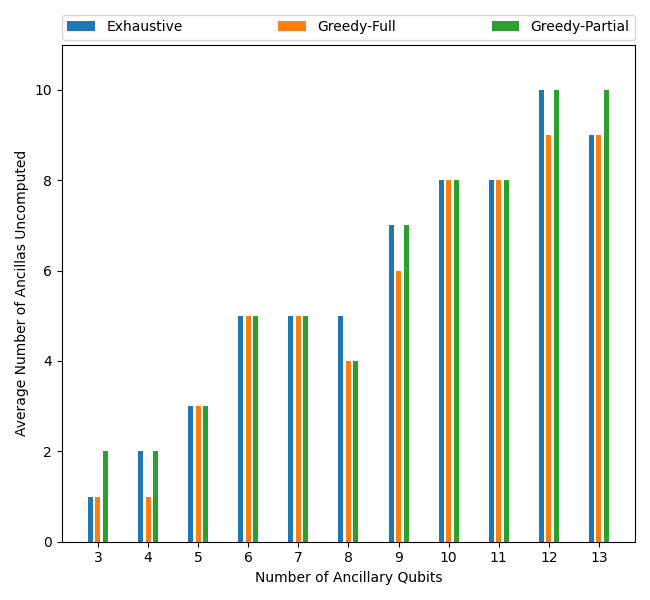 Exhaustive Greedy-Full Greedy-Partial
Average Number of Ancillas Uncomputed
10
8
6
4
2
0
3 4 5 6 7 8 9 10 11 12 13
Number of Ancillary Qubits